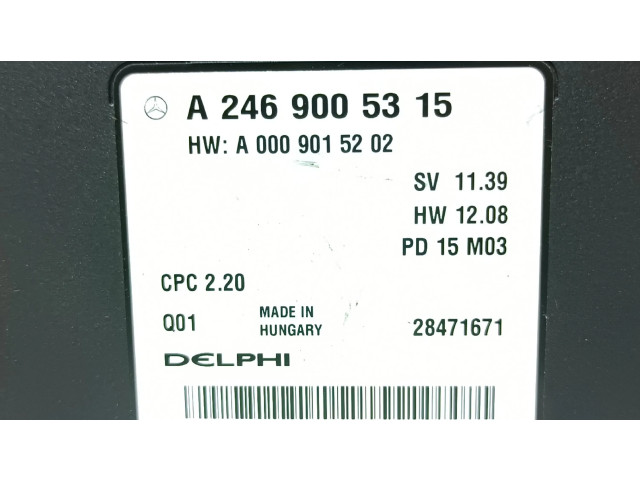 A 246 900 53 15
HW: A 000 901 52 02
SV 11.39
HW 12.08
PD 15 M03
CPC 2.20
Q01 MADE IN HUNGARY 28471671
DELPHI